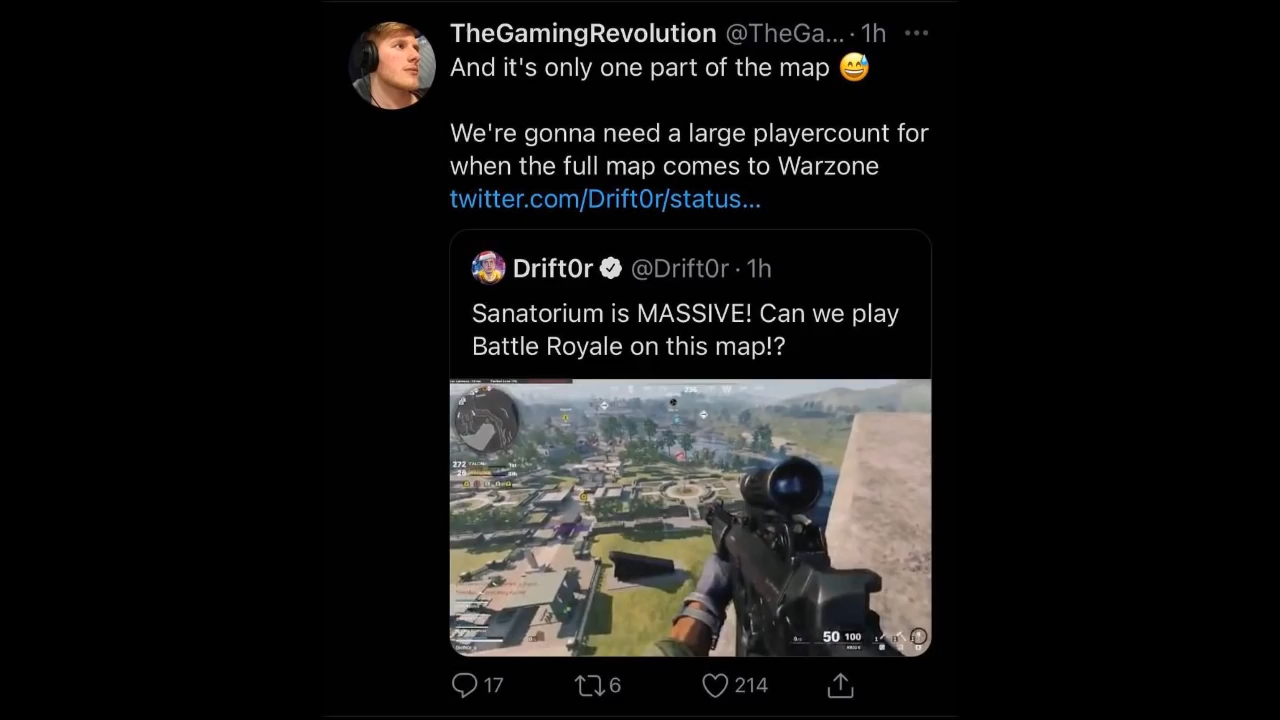 TheGamingRevolution @TheGa... · 1h
And it's only one part of the map 😅
We're gonna need a large playercount for
when the full map comes to Warzone
twitter.com/Drift0r/status...
Drift0r @Drift0r · 1h
Sanatorium is MASSIVE! Can we play
Battle Royale on this map!?
272
50 100
17 6 214